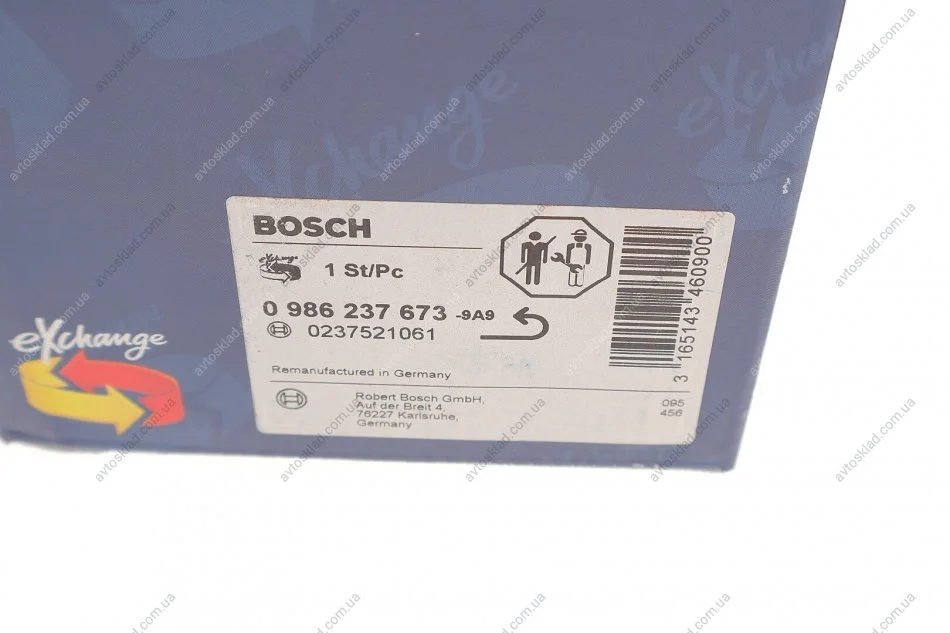 eXchange
eXchange
BOSCH
eXchange
1 St/Pc
0 986 237 673 -9A9
0237521061
Remanufactured in Germany
Robert Bosch GmbH,
Auf der Breit 4,
76227 Karlsruhe,
Germany
095
456
3 165143 460900
eXchange
avtosklad.com.ua